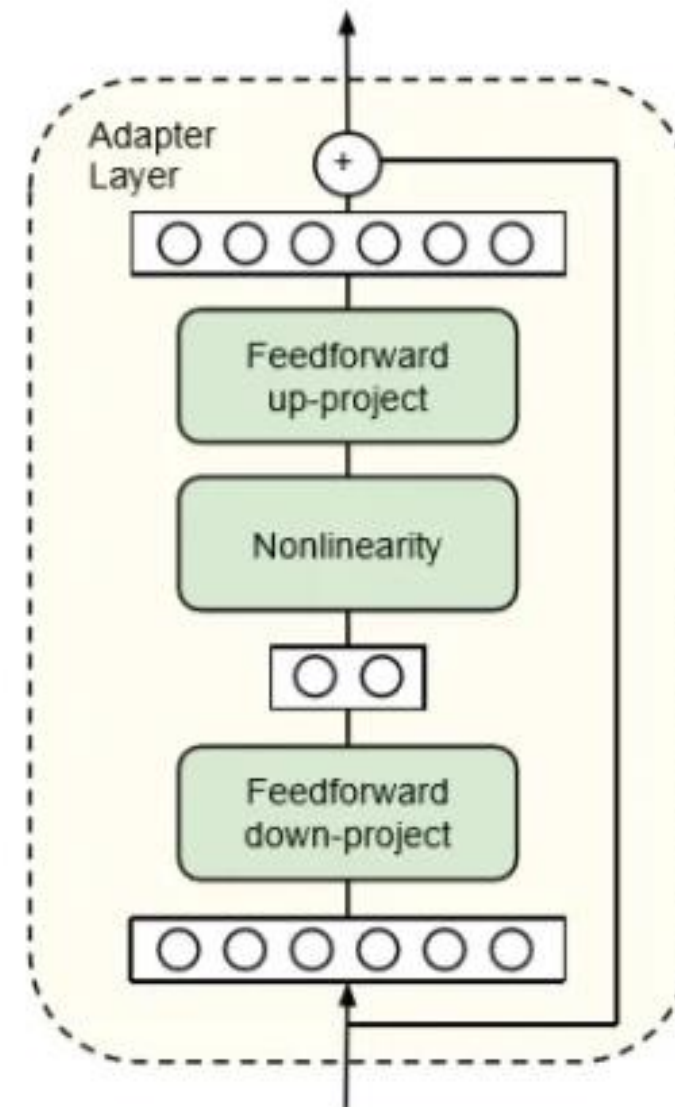 Adapter
Layer
+
Feedforward
up-project
Nonlinearity
Feedforward
down-project